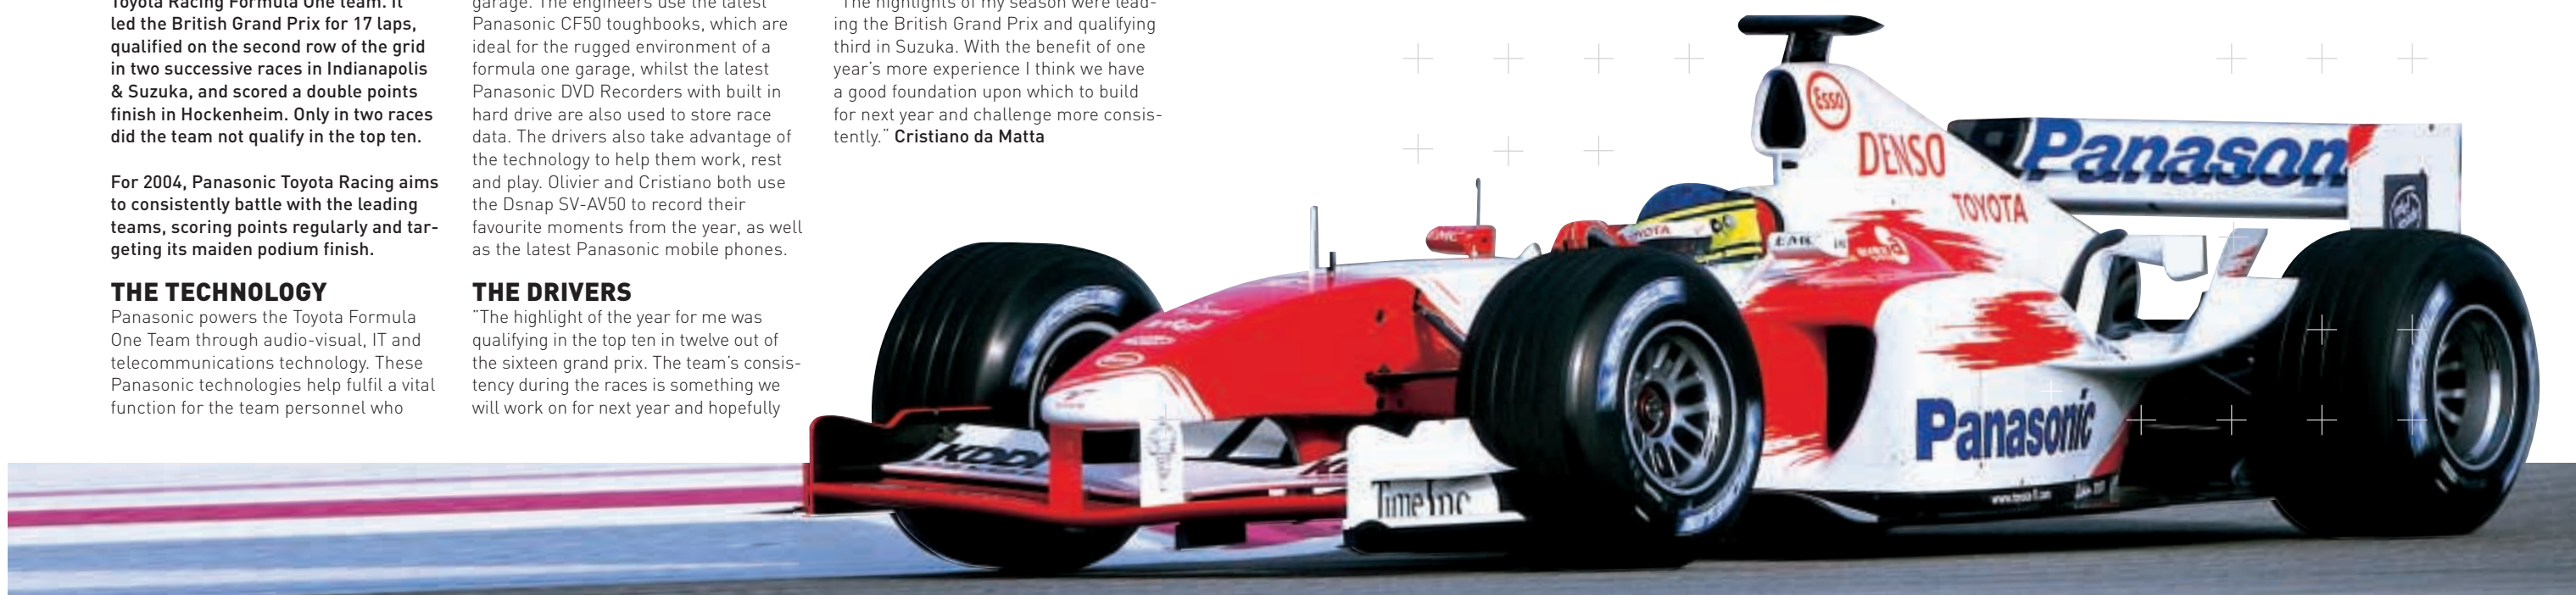 Toyota Racing Formula One team. It
led the British Grand Prix for 17 laps,
qualified on the second row of the grid
in two successive races in Indianapolis
& Suzuka, and scored a double points
finish in Hockenheim. Only in two races
did the team not qualify in the top ten.
For 2004, Panasonic Toyota Racing aims
to consistently battle with the leading
teams, scoring points regularly and tar-
geting its maiden podium finish.
THE TECHNOLOGY
Panasonic powers the Toyota Formula
One Team through audio-visual, IT and
telecommunications technology. These
Panasonic technologies help fulfil a vital
function for the team personnel who
garage. The engineers use the latest
Panasonic CF50 toughbooks, which are
ideal for the rugged environment of a
formula one garage, whilst the latest
Panasonic DVD Recorders with built in
hard drive are also used to store race
data. The drivers also take advantage of
the technology to help them work, rest
and play. Olivier and Cristiano both use
the Dsnap SV-AV50 to record their
favourite moments from the year, as well
as the latest Panasonic mobile phones.
THE DRIVERS
"The highlight of the year for me was
qualifying in the top ten in twelve out of
the sixteen grand prix. The team's consis-
tency during the races is something we
will work on for next year and hopefully
"The highlights of my season were lead-
ing the British Grand Prix and qualifying
third in Suzuka. With the benefit of one
year's more experience I think we have
a good foundation upon which to build
for next year and challenge more consis-
tently." Cristiano da Matta
Esso
DENSO
TOYOTA
Panason
Panasonic
KDDI
Time Inc